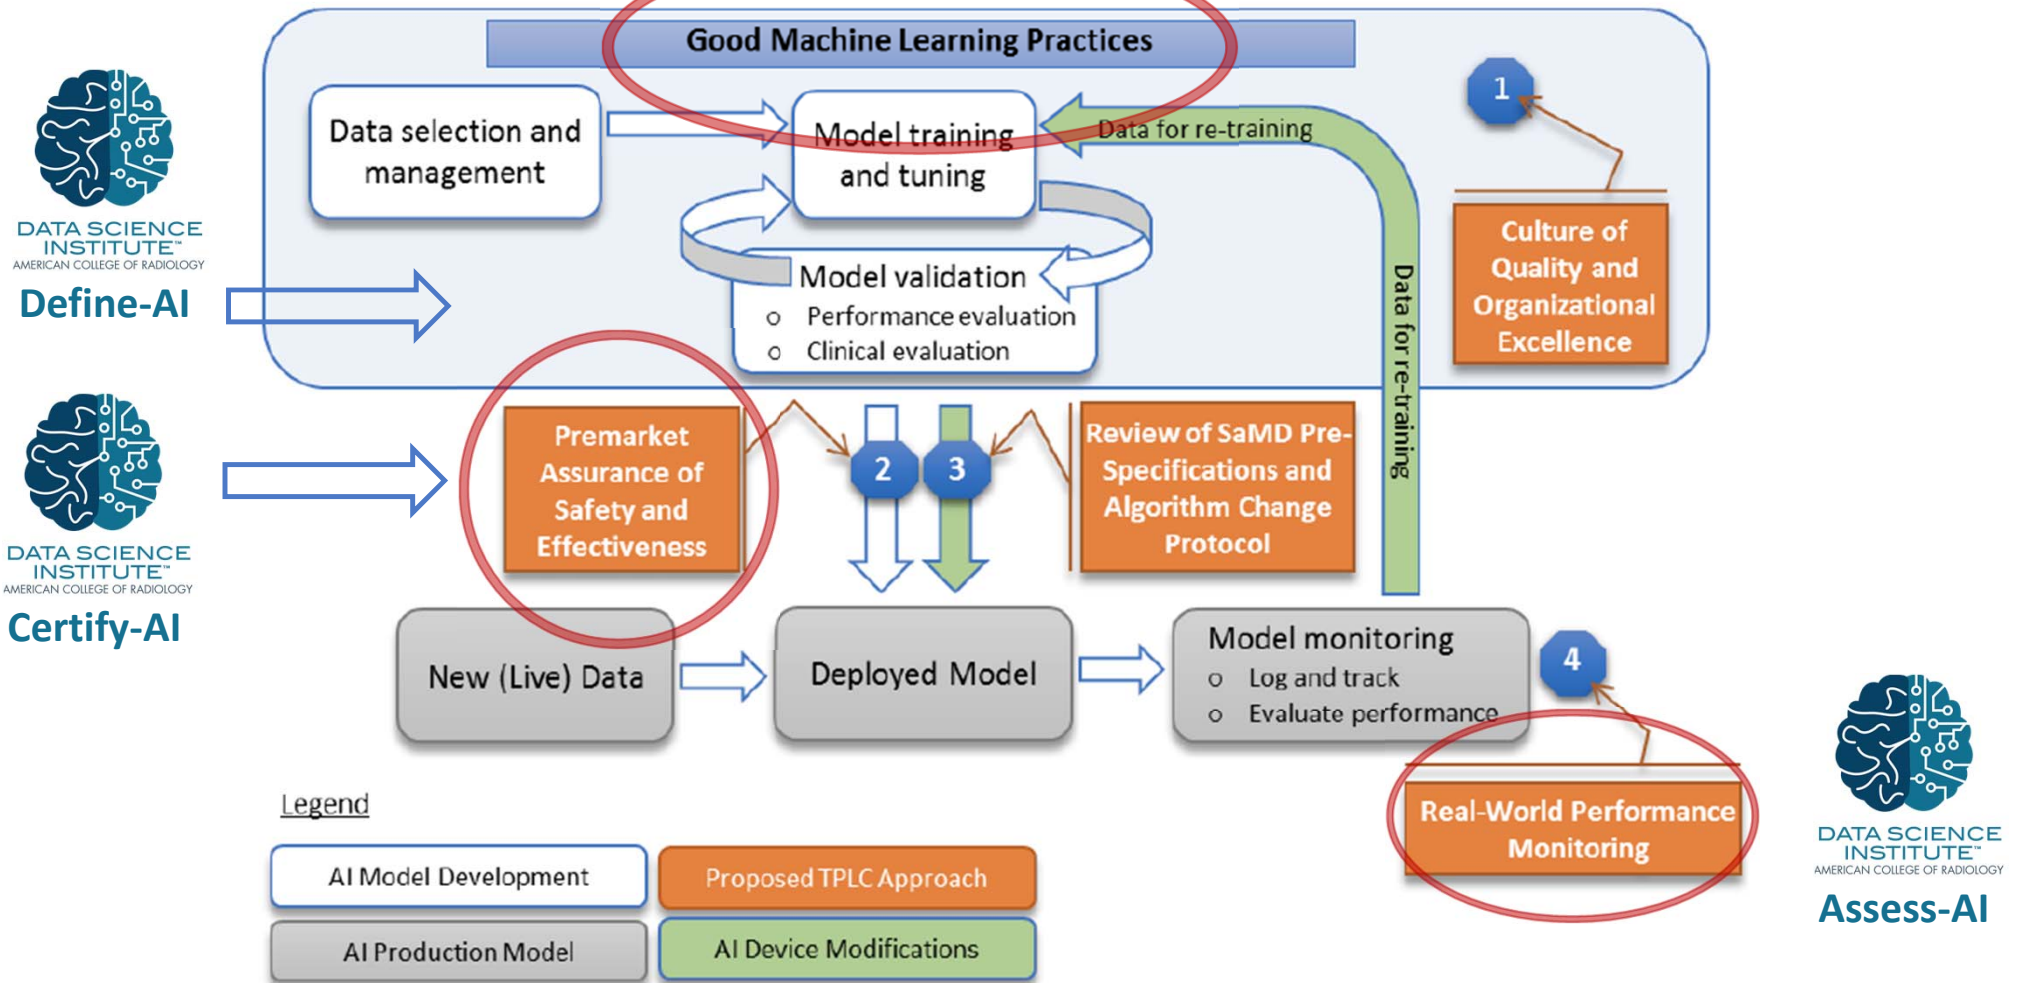 Good Machine Learning Practices
1
Data selection and
management
Model training
and tuning
Data for re-training
DATA SCIENCE
INSTITUTE™
AMERICAN COLLEGE OF RADIOLOGY
Define-AI
Culture of
Quality and
Organizational
Excellence
Model validation
o Performance evaluation
o Clinical evaluation
Data for re-training
Premarket
Assurance of
Safety and
Effectiveness
2
3
Review of SaMD Pre-
Specifications and
Algorithm Change
Protocol
DATA SCIENCE
INSTITUTE™
AMERICAN COLLEGE OF RADIOLOGY
Certify-AI
New (Live) Data
Deployed Model
Model monitoring
o Log and track
o Evaluate performance
4
Real-World Performance
Monitoring
DATA SCIENCE
INSTITUTE™
AMERICAN COLLEGE OF RADIOLOGY
Assess-AI
Legend
AI Model Development
Proposed TPLC Approach
AI Production Model
AI Device Modifications